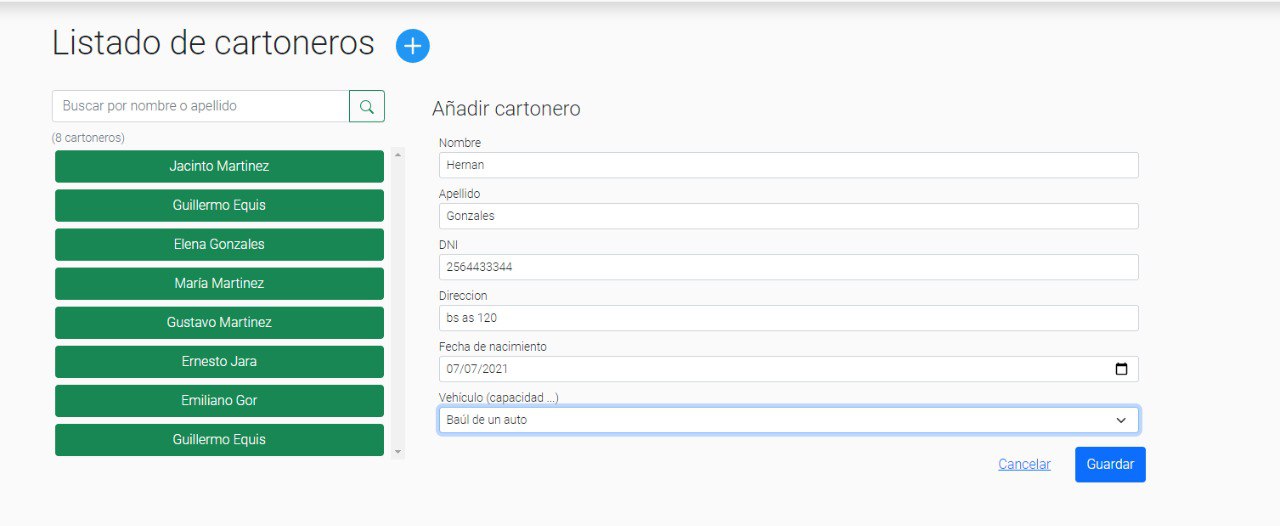 Listado de cartoneros
Buscar por nombre o apellido
(8 cartoneros)
Jacinto Martinez
Guillermo Equis
Elena Gonzales
María Martinez
Gustavo Martinez
Ernesto Jara
Emiliano Gor
Guillermo Equis
Añadir cartonero
Nombre
Hernan
Apellido
Gonzales
DNI
2564433344
Direccion
bs as 120
Fecha de nacimiento
07/07/2021
Vehículo (capacidad ...)
Baúl de un auto
Cancelar
Guardar